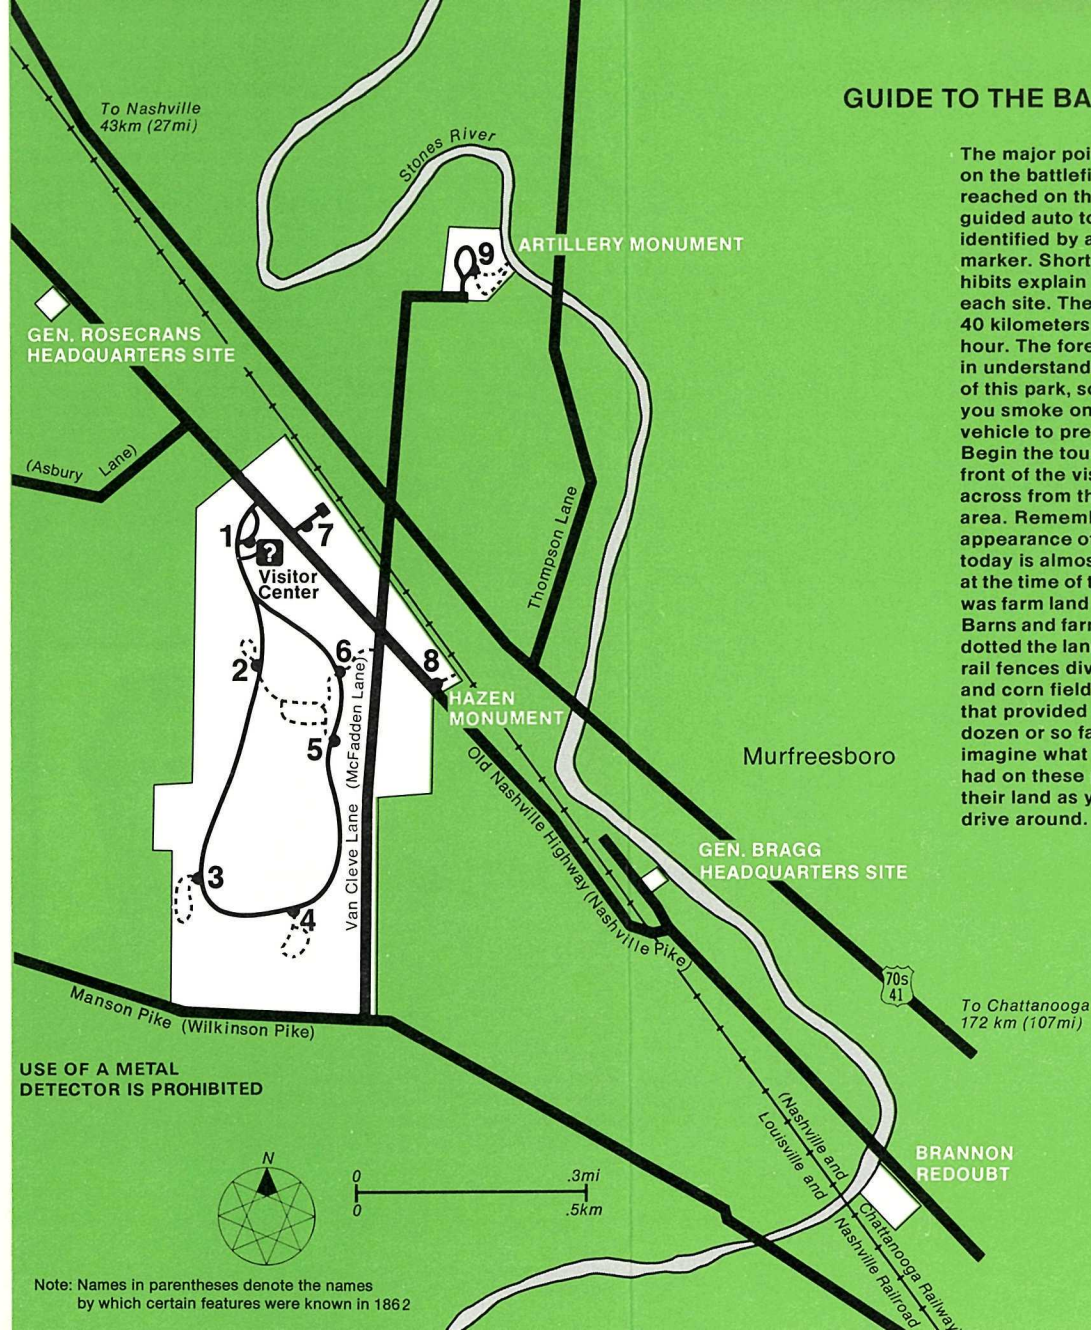 To Nashville
43km (27mi)
Stones River
GUIDE TO THE BA
The major poi
on the battlefi
reached on th
guided auto to
identified by a
marker. Short
hibits explain
each site. The
40 kilometers
hour. The fore
in understand
of this park, so
you smoke on
vehicle to pre
Begin the tou
front of the vis
across from th
area. Rememb
appearance of
today is almos
at the time of t
was farm land
Barns and farm
dotted the lan
rail fences div
and corn field
that provided
dozen or so fa
imagine what
had on these
their land as y
drive around.
9
ARTILLERY MONUMENT
GEN. ROSECRANS
HEADQUARTERS SITE
(Asbury Lane)
1
7
?
Visitor
Center
Thompson Lane
2
6
8
HAZEN
MONUMENT
5
Van Cleve Lane (McFadden Lane)
Old Nashville Highway (Nashville Pike)
Murfreesboro
GEN. BRAGG
HEADQUARTERS SITE
3
4
70s
41
To Chattanooga
172 km (107mi)
Manson Pike (Wilkinson Pike)
USE OF A METAL
DETECTOR IS PROHIBITED
(Nashville and Chattanooga Railway)
Louisville and Nashville Railroad
BRANNON
REDOUBT
N
0 .3mi
0 .5km
Note: Names in parentheses denote the names
by which certain features were known in 1862